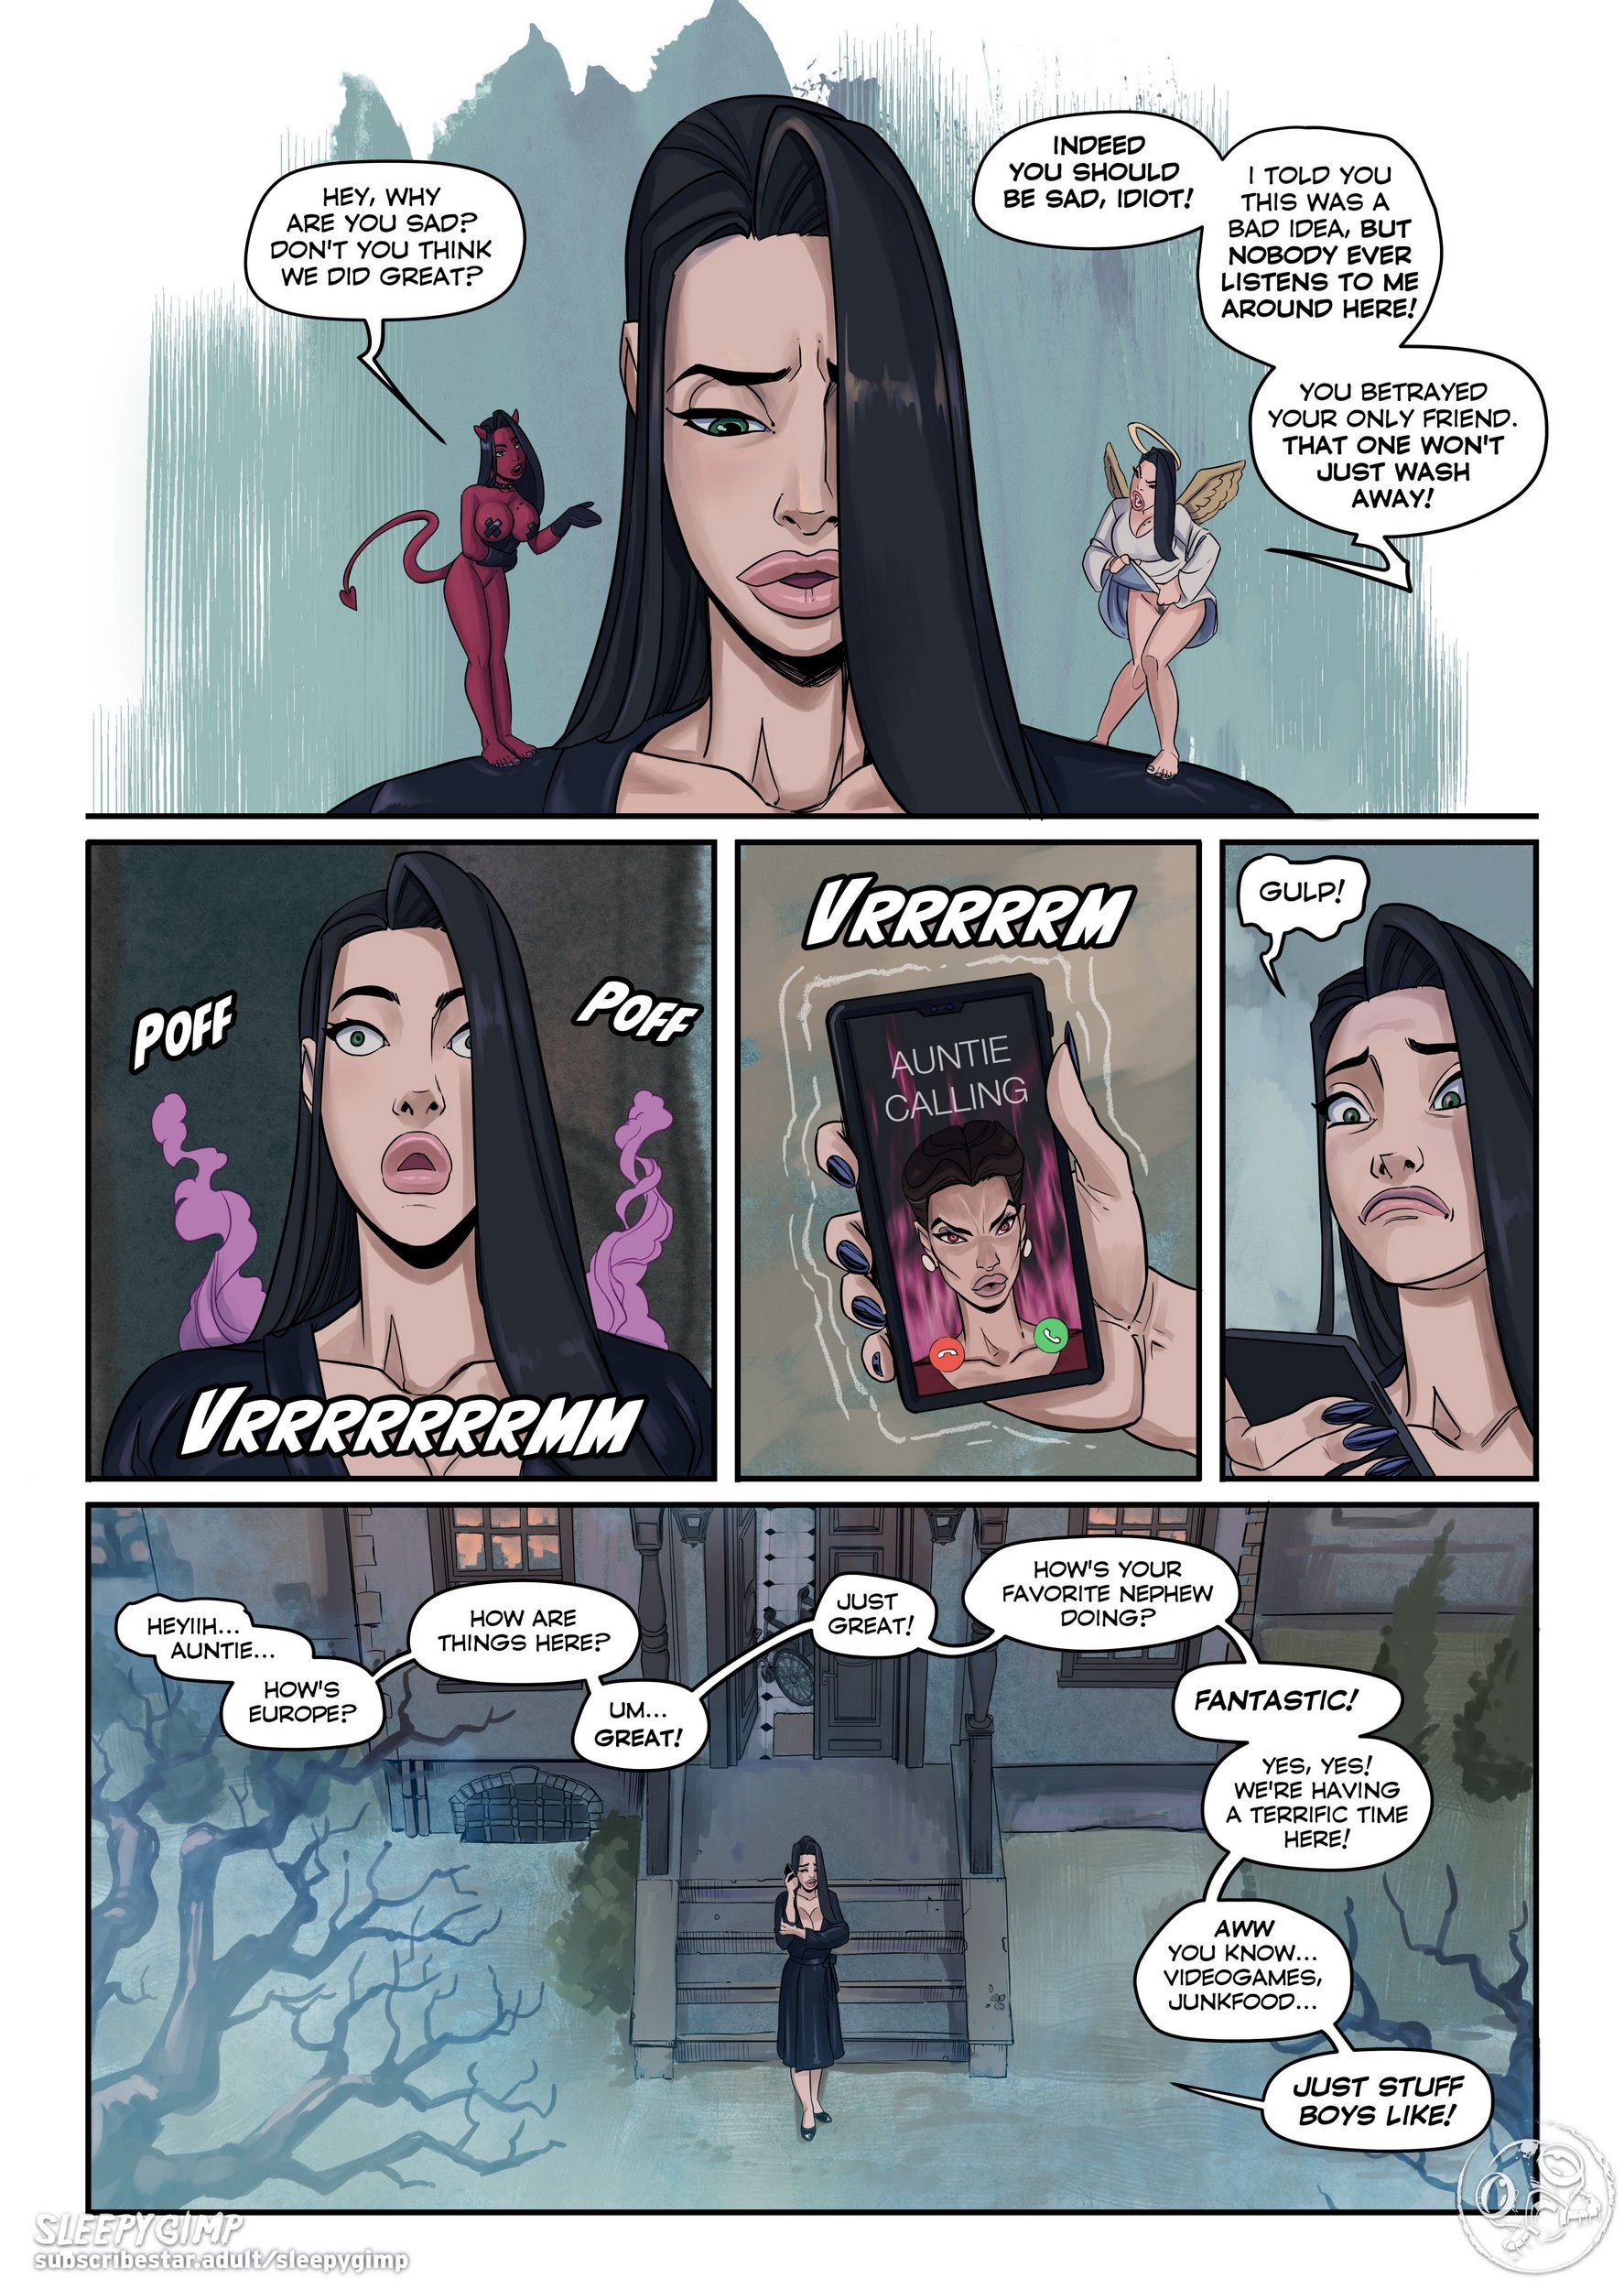 HEY, WHY
ARE YOU SAD?
DON'T YOU THINK
WE DID GREAT?
INDEED
YOU SHOULD
BE SAD, IDIOT!
I TOLD YOU
THIS WAS A
BAD IDEA, BUT
NOBODY EVER
LISTENS TO ME
AROUND HERE!
YOU BETRAYED
YOUR ONLY FRIEND.
THAT ONE WON'T
JUST WASH
AWAY!
POFF
POFF
VRRRRRRRMM
VRRRRRM
AUNTIE
CALLING
GULP!
HEYIIH...
AUNTIE...
HOW'S
EUROPE?
HOW ARE
THINGS HERE?
UM...
GREAT!
JUST
GREAT!
HOW'S YOUR
FAVORITE NEPHEW
DOING?
FANTASTIC!
YES, YES!
WE'RE HAVING
A TERRIFIC TIME
HERE!
AWW
YOU KNOW...
VIDEOGAMES,
JUNKFOOD...
JUST STUFF
BOYS LIKE!
SLEEPYGIMP
subscribestar.adult/sleepygimp